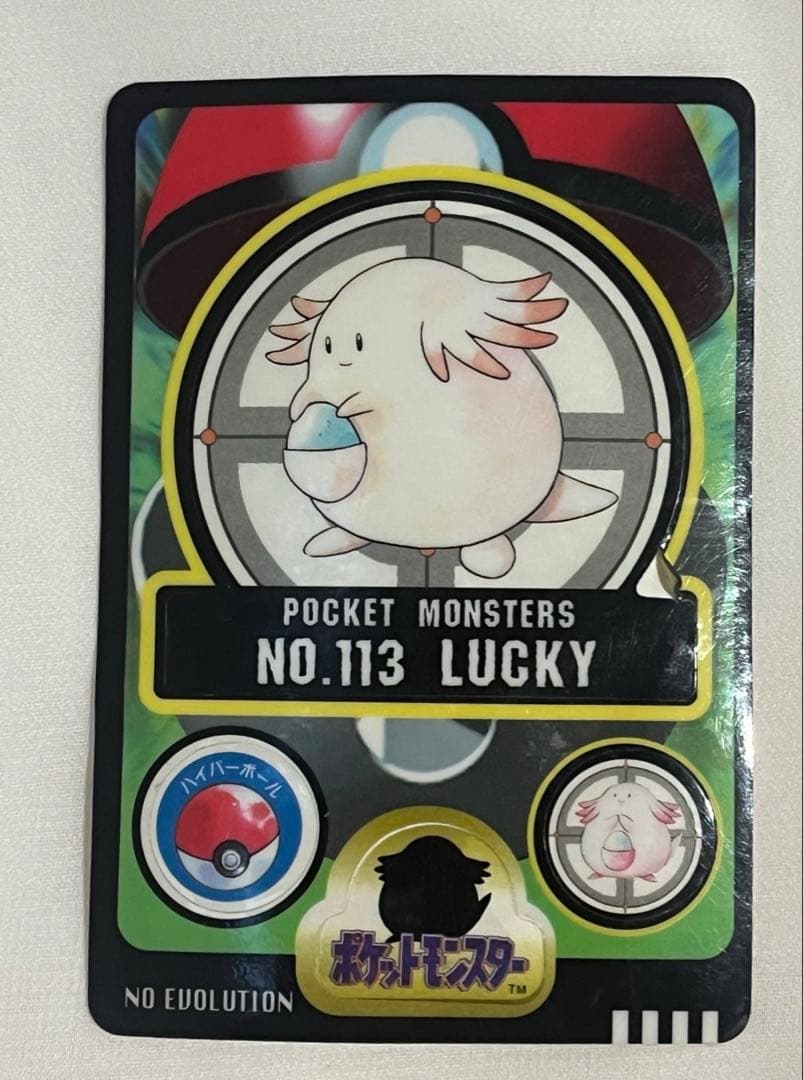 POCKET MONSTERS
NO.113 LUCKY
ハイパーボール
ポケットモンスター
TM
NO EVOLUTION